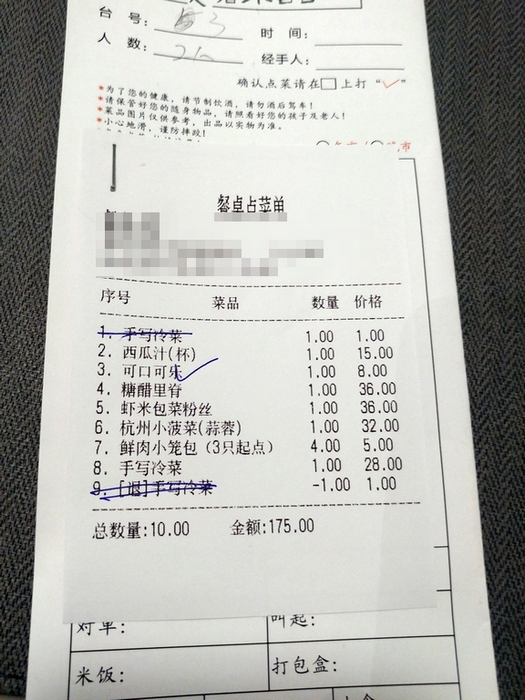 台 号: 53 时 间:
人 数: 2 经手人:
确认点菜请在□上打"✓"
*为了您的健康，请节制饮酒，请勿酒后驾车！
*请保管好您的随身物品，请照看好您的孩子及老人！
*菜品图片仅供参考，出品以实物为准。
*小心地滑，谨防摔跤！
餐桌点菜单
序号 菜品 数量 价格
1. 手写冷菜 1.00 1.00
2. 西瓜汁(杯) 1.00 15.00
3. 可口可乐 1.00 8.00
4. 糖醋里脊 1.00 36.00
5. 虾米包菜粉丝 1.00 36.00
6. 杭州小菠菜(蒜蓉) 1.00 32.00
7. 鲜肉小笼包（3只起点） 4.00 5.00
8. 手写冷菜 1.00 28.00
9. [退]手写冷菜 -1.00 1.00
总数量:10.00 金额:175.00
对单: 叫起:
米饭: 打包盒: